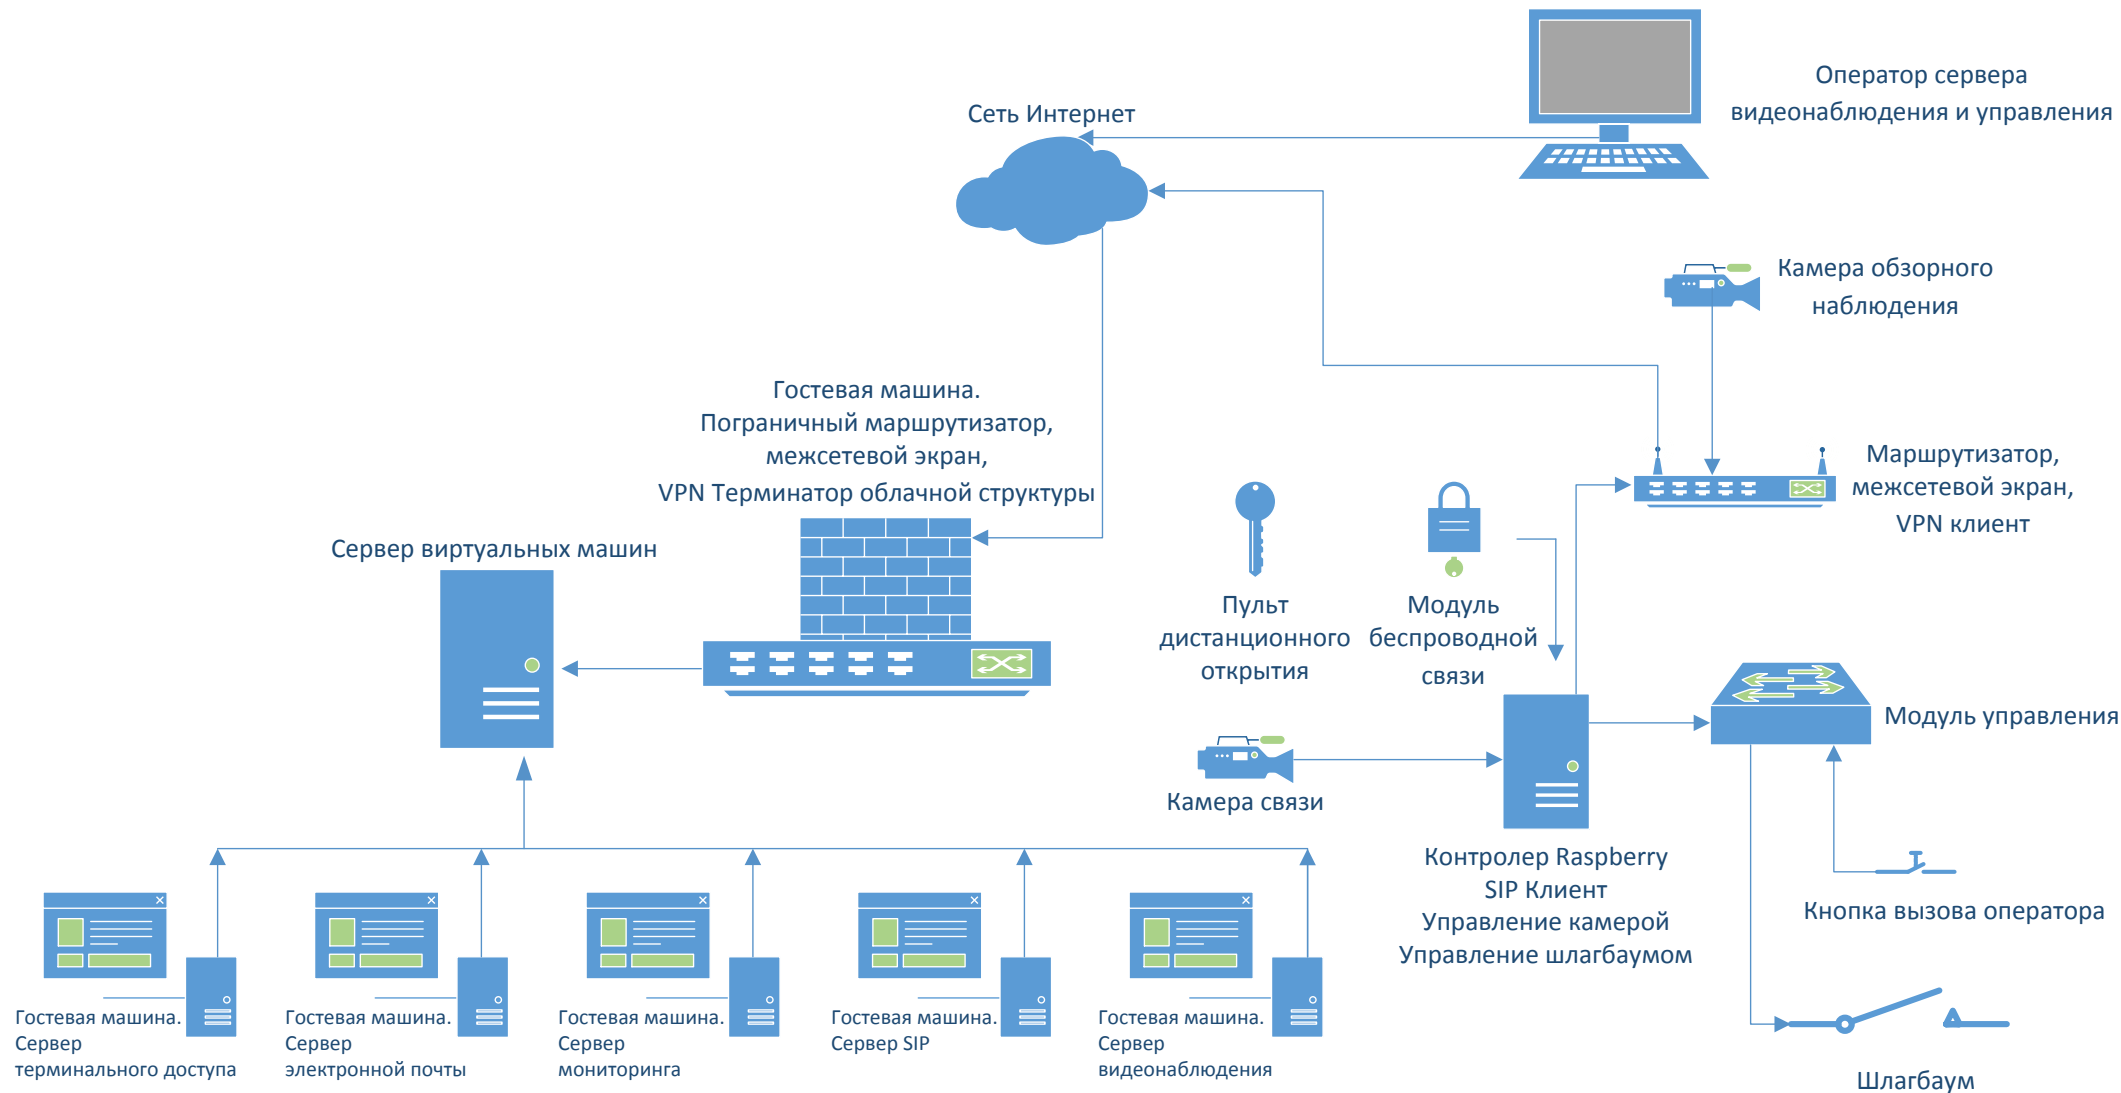 Оператор сервера
видеонаблюдения и управления
Сеть Интернет
Камера обзорного
наблюдения
Гостевая машина.
Пограничный маршрутизатор,
межсетевой экран,
VPN Терминатор облачной структуры
Маршрутизатор,
межсетевой экран,
VPN клиент
Сервер виртуальных машин
Пульт
дистанционного
открытия
Модуль
беспроводной
связи
Модуль управления
Камера связи
Контролер Raspberry
SIP Клиент
Управление камерой
Управление шлагбаумом
Кнопка вызова оператора
Гостевая машина.
Сервер
терминального доступа
Гостевая машина.
Сервер
электронной почты
Гостевая машина.
Сервер
мониторинга
Гостевая машина.
Сервер SIP
Гостевая машина.
Сервер
видеонаблюдения
Шлагбаум